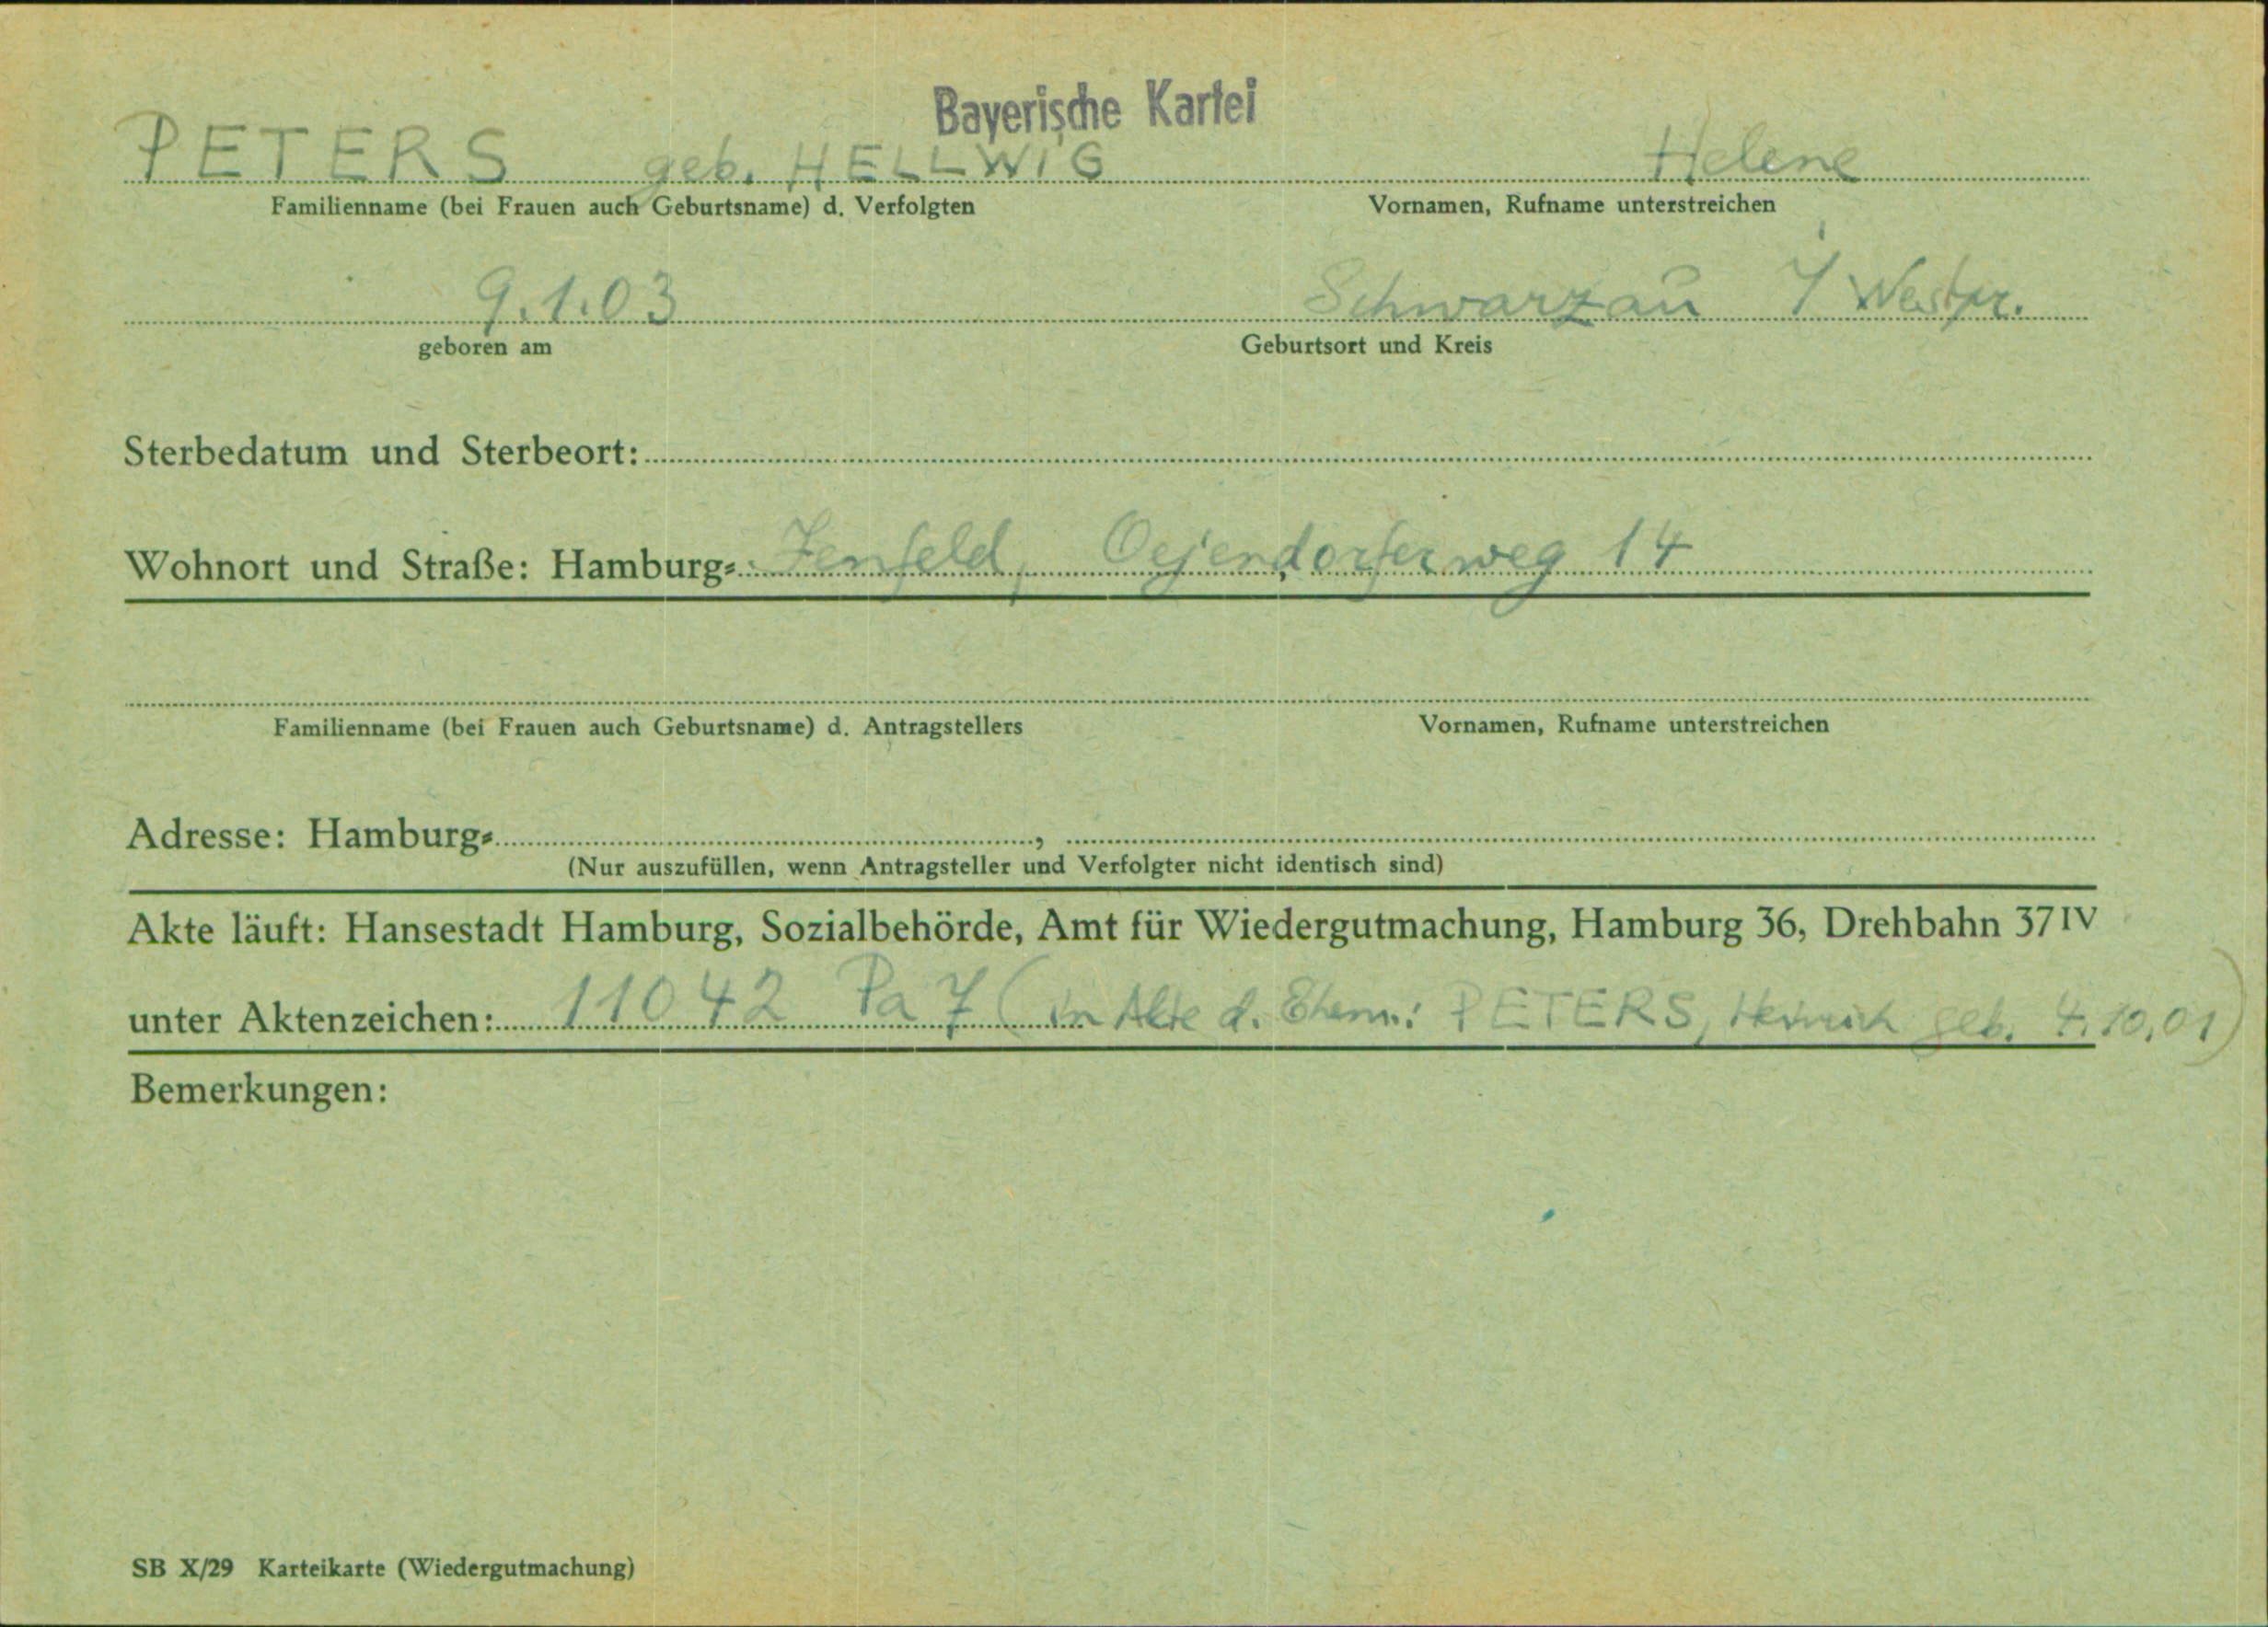 Bayerische Kartei
PETERS geb. HELLWIG Helene
Familienname (bei Frauen auch Geburtsname) d. Verfolgten Vornamen, Rufname unterstreichen
9.1.03 Schwarzau / Westpr.
geboren am Geburtsort und Kreis
Sterbedatum und Sterbeort:
Wohnort und Straße: Hamburg- Jenfeld, Oejendorferweg 14
Familienname (bei Frauen auch Geburtsname) d. Antragstellers Vornamen, Rufname unterstreichen
Adresse: Hamburg- ,
(Nur auszufüllen, wenn Antragsteller und Verfolgter nicht identisch sind)
Akte läuft: Hansestadt Hamburg, Sozialbehörde, Amt für Wiedergutmachung, Hamburg 36, Drehbahn 37 IV
unter Aktenzeichen: 11042 Pa 7 (in Akte d. Ehem.: PETERS, Heinrich geb. 4.10.01)
Bemerkungen:
SB X/29 Karteikarte (Wiedergutmachung)